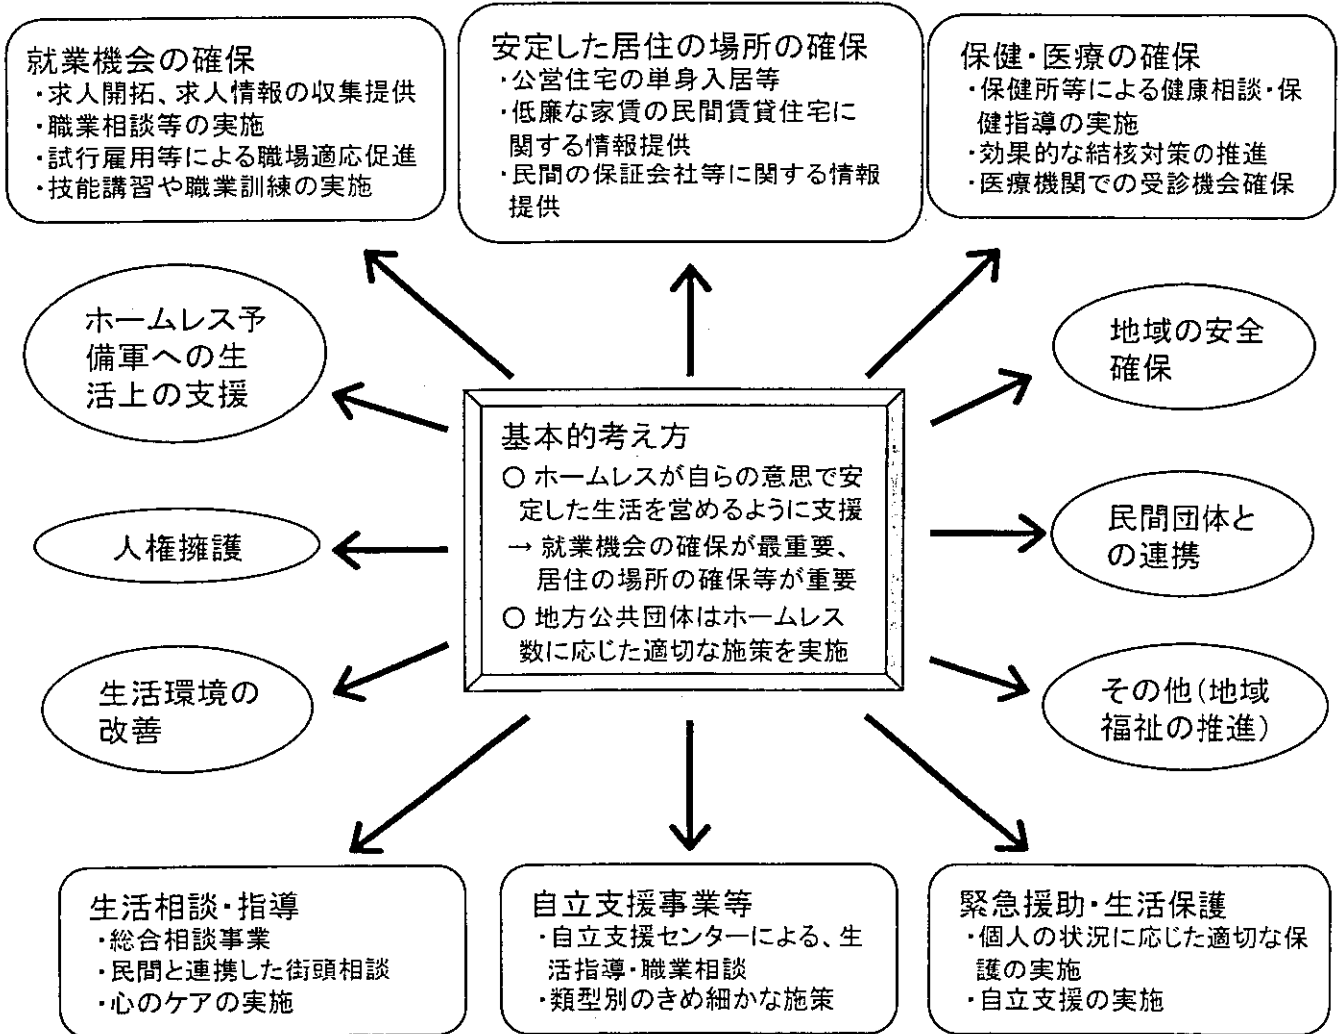 就業機会の確保
・求人開拓、求人情報の収集提供
・職業相談等の実施
・試行雇用等による職場適応促進
・技能講習や職業訓練の実施
安定した居住の場所の確保
・公営住宅の単身入居等
・低廉な家賃の民間賃貸住宅に
関する情報提供
・民間の保証会社等に関する情報
提供
保健・医療の確保
・保健所等による健康相談・保
健指導の実施
・効果的な結核対策の推進
・医療機関での受診機会確保
ホームレス予
備軍への生
活上の支援
地域の安全
確保
基本的考え方
○ ホームレスが自らの意思で安
定した生活を営めるように支援
→ 就業機会の確保が最重要、
居住の場所の確保等が重要
○ 地方公共団体はホームレス
数に応じた適切な施策を実施
人権擁護
民間団体と
の連携
生活環境の
改善
その他(地域
福祉の推進)
生活相談・指導
・総合相談事業
・民間と連携した街頭相談
・心のケアの実施
自立支援事業等
・自立支援センターによる、生
活指導・職業相談
・類型別のきめ細かな施策
緊急援助・生活保護
・個人の状況に応じた適切な保
護の実施
・自立支援の実施